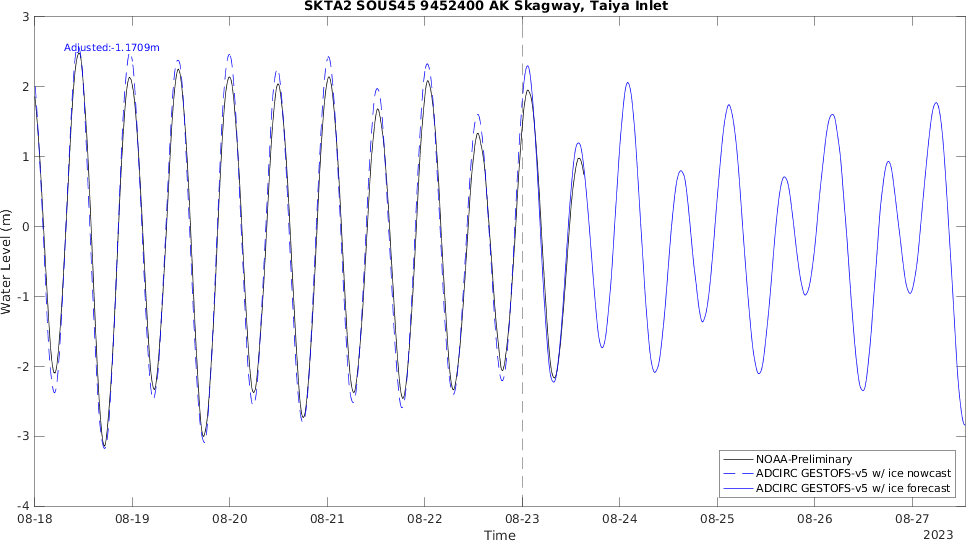 SKTA2 SOUS45 9452400 AK Skagway, Taiya Inlet
Adjusted:-1.1709m
3
2
1
0
-1
-2
-3
-4
Water Level (m)
08-18 08-19 08-20 08-21 08-22 08-23 08-24 08-25 08-26 08-27
Time
2023
NOAA-Preliminary
ADCIRC GESTOFS-v5 w/ ice nowcast
ADCIRC GESTOFS-v5 w/ ice forecast